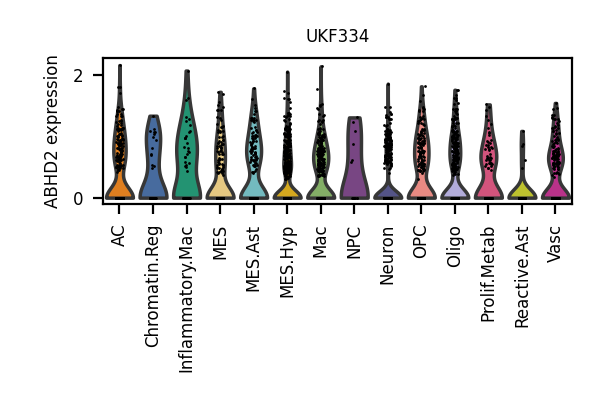 UKF334
ABHD2 expression
2
0
AC
Chromatin.Reg
Inflammatory.Mac
MES
MES.Ast
MES.Hyp
Mac
NPC
Neuron
OPC
Oligo
Prolif.Metab
Reactive.Ast
Vasc